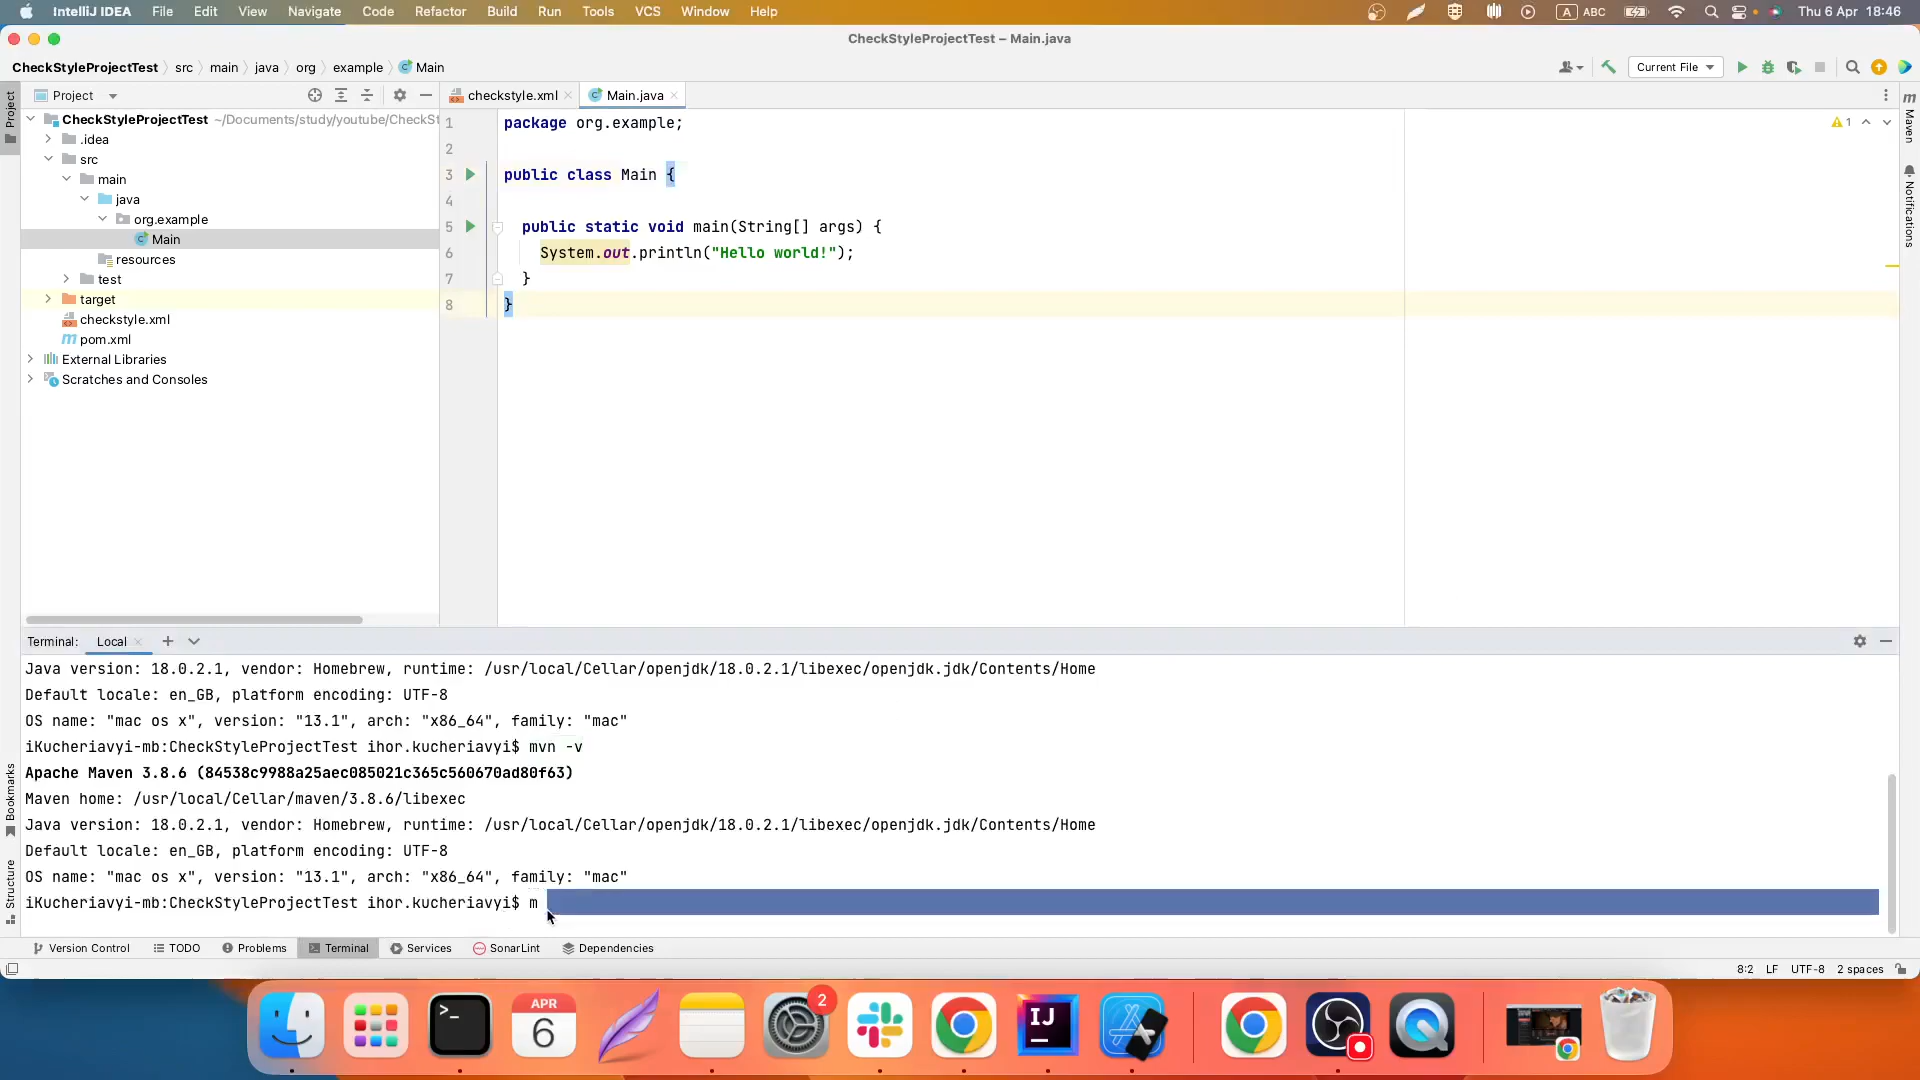 IntelliJ IDEA File Edit View Navigate Code Refactor Build Run Tools VCS Window Help A ABC Thu 6 Apr 18:46
CheckStyleProjectTest – Main.java
CheckStyleProjectTest src main java org example Main Current File
Project
Project
checkstyle.xml Main.java
CheckStyleProjectTest ~/Documents/study/youtube/CheckSt
.idea
src
main
java
org.example
Main
resources
test
target
checkstyle.xml
pom.xml
External Libraries
Scratches and Consoles
1 package org.example;
2
3 public class Main {
4
5 public static void main(String[] args) {
6 System.out.println("Hello world!");
7 }
8 }
1
m
Maven
Notifications
Terminal: Local
Java version: 18.0.2.1, vendor: Homebrew, runtime: /usr/local/Cellar/openjdk/18.0.2.1/libexec/openjdk.jdk/Contents/Home
Default locale: en_GB, platform encoding: UTF-8
OS name: "mac os x", version: "13.1", arch: "x86_64", family: "mac"
iKucheriavyi-mb:CheckStyleProjectTest ihor.kucheriavyi$ mvn -v
Apache Maven 3.8.6 (84538c9988a25aec085021c365c560670ad80f63)
Maven home: /usr/local/Cellar/maven/3.8.6/libexec
Java version: 18.0.2.1, vendor: Homebrew, runtime: /usr/local/Cellar/openjdk/18.0.2.1/libexec/openjdk.jdk/Contents/Home
Default locale: en_GB, platform encoding: UTF-8
OS name: "mac os x", version: "13.1", arch: "x86_64", family: "mac"
iKucheriavyi-mb:CheckStyleProjectTest ihor.kucheriavyi$ m
Bookmarks
Structure
Version Control TODO Problems Terminal Services SonarLint Dependencies
8:2 LF UTF-8 2 spaces
>_
APR
6
2
IJ